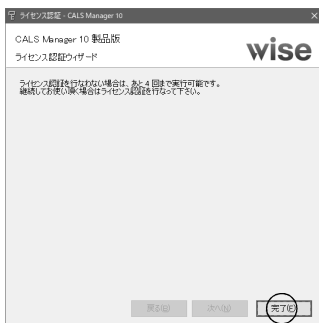 ライセンス認証 - CALS Manager 10
CALS Manager 10 製品版
ライセンス認証ウィザード
wise
ライセンス認証を行なわない場合は、あと4回まで実行可能です。
継続してお使い頂く場合はライセンス認証を行なって下さい。
戻る(B) 次へ(N) 完了(F)